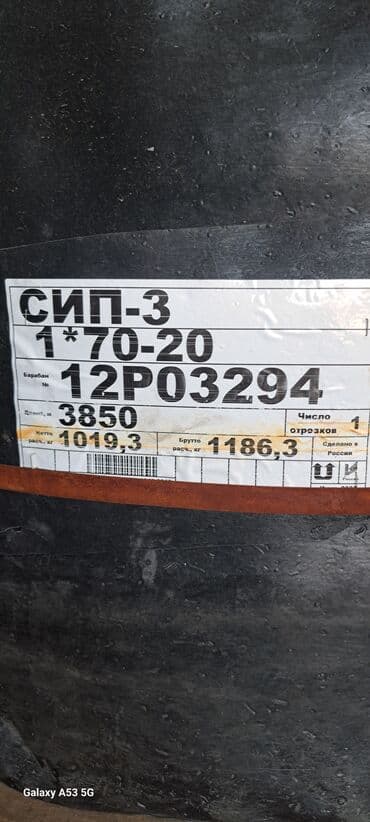 СИП-3
1*70-20
Барабан № 12Р03294
Длина, м 3850 Число отрезков 1
Нетто расч., кг 1019,3 Брутто расч., кг 1186,3 Сделано в России
Galaxy A53 5G